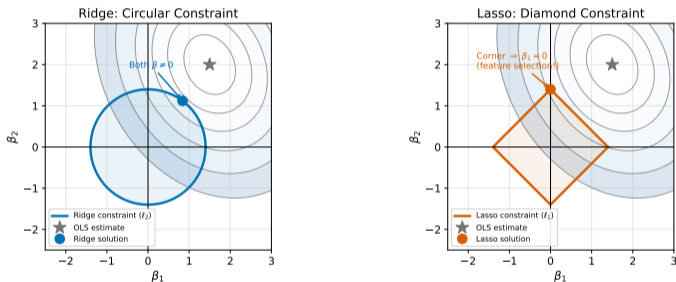 Ridge: Circular Constraint
3
2
1
0
−1
−2
β₂
Both β ≠ 0
Ridge constraint (ℓ₂)
OLS estimate
Ridge solution
−2
−1
0
1
2
3
β₁
Lasso: Diamond Constraint
3
2
1
0
−1
−2
β₂
Corner → β₁ = 0
(feature selection!)
Lasso constraint (ℓ₁)
OLS estimate
Lasso solution
−2
−1
0
1
2
3
β₁